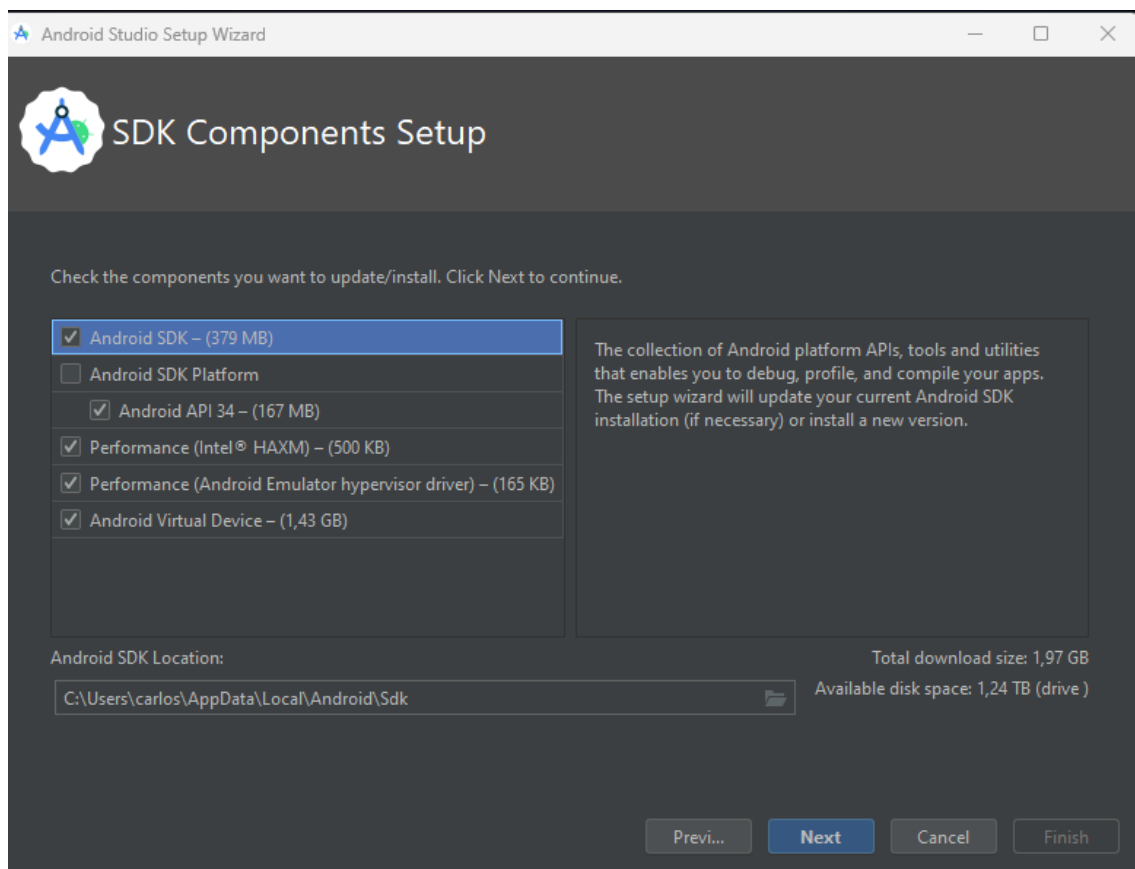 Android Studio Setup Wizard
SDK Components Setup
Check the components you want to update/install. Click Next to continue.
Android SDK – (379 MB)
Android SDK Platform
Android API 34 – (167 MB)
Performance (Intel® HAXM) – (500 KB)
Performance (Android Emulator hypervisor driver) – (165 KB)
Android Virtual Device – (1,43 GB)
The collection of Android platform APIs, tools and utilities
that enables you to debug, profile, and compile your apps.
The setup wizard will update your current Android SDK
installation (if necessary) or install a new version.
Android SDK Location:
Total download size: 1,97 GB
C:\Users\carlos\AppData\Local\Android\Sdk
Available disk space: 1,24 TB (drive )
Previ...
Next
Cancel
Finish